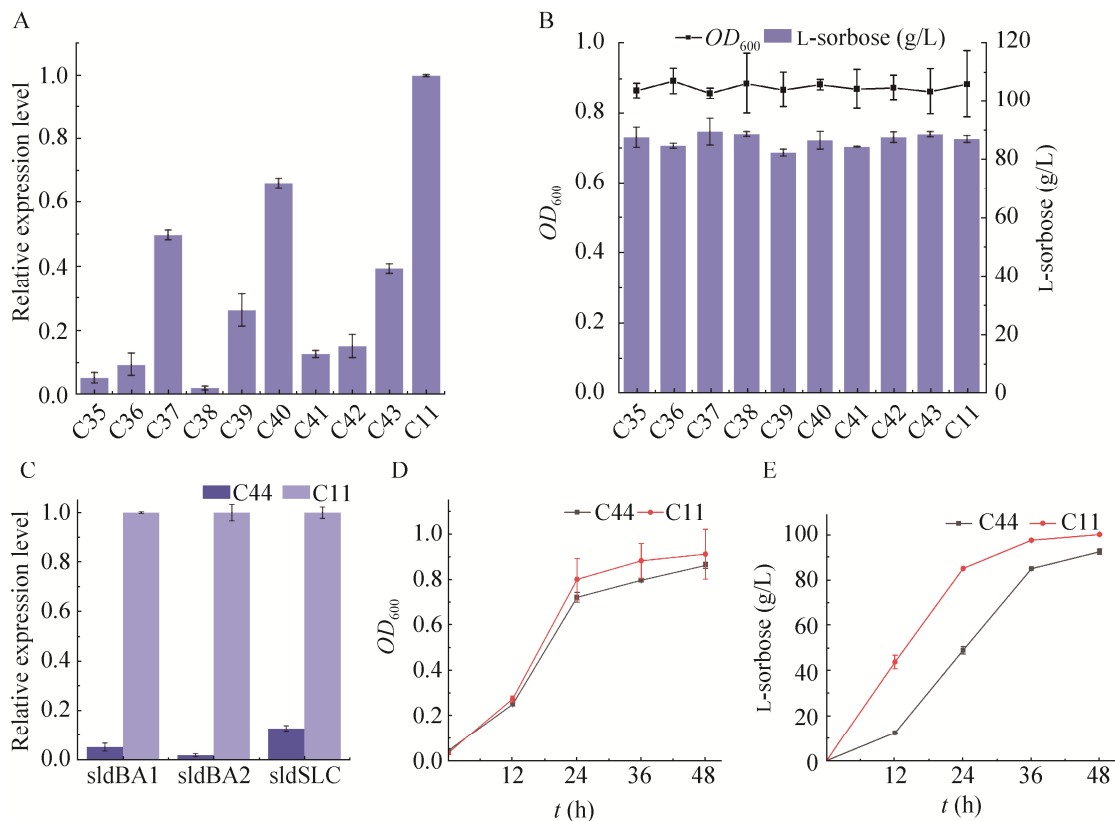 A
Relative expression level
1.0
0.8
0.6
0.4
0.2
0.0
C35
C36
C37
C38
C39
C40
C41
C42
C43
C11
B
OD600
L-sorbose (g/L)
OD600
1.0
0.8
0.6
0.4
0.2
0.0
120
100
80
60
40
20
0
L-sorbose (g/L)
C35
C36
C37
C38
C39
C40
C41
C42
C43
C11
C
C44
C11
Relative expression level
1.0
0.8
0.6
0.4
0.2
0.0
sldBA1
sldBA2
sldSLC
D
C44
C11
OD600
1.0
0.8
0.6
0.4
0.2
0.0
12
24
36
48
t (h)
E
C44
C11
L-sorbose (g/L)
100
80
60
40
20
0
12
24
36
48
t (h)